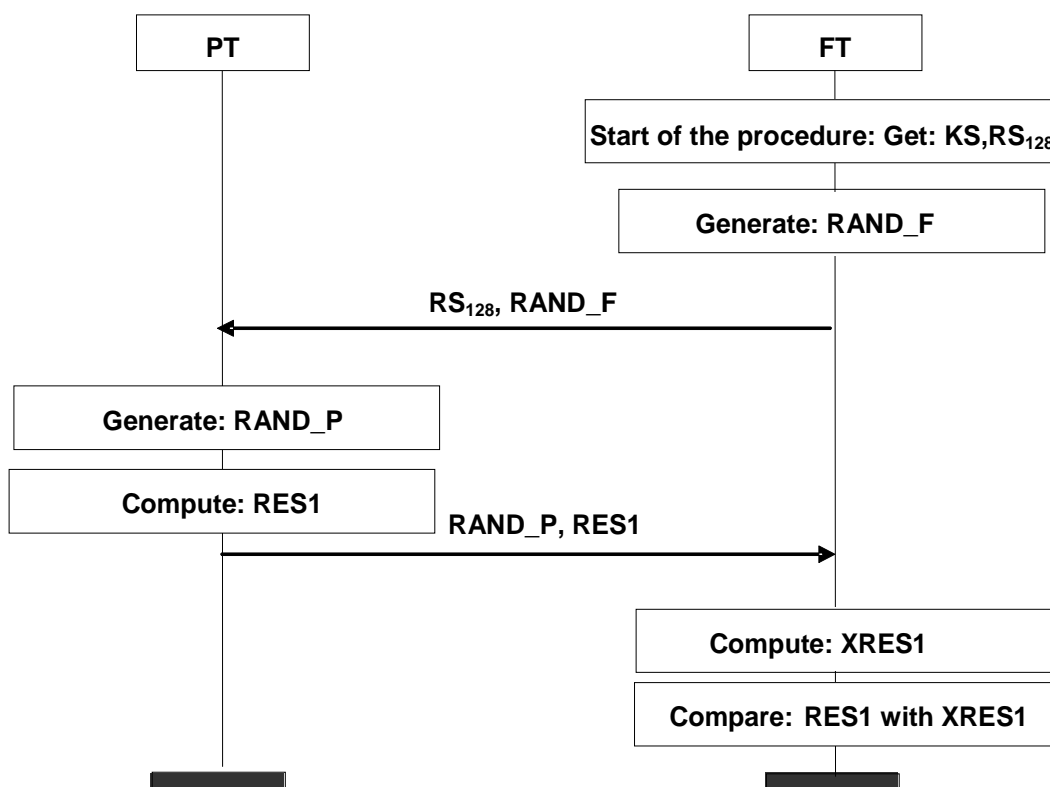 PT
FT
Start of the procedure: Get: KS,RS₁₂₈
Generate: RAND_F
RS₁₂₈, RAND_F
Generate: RAND_P
Compute: RES1
RAND_P, RES1
Compute: XRES1
Compare: RES1 with XRES1